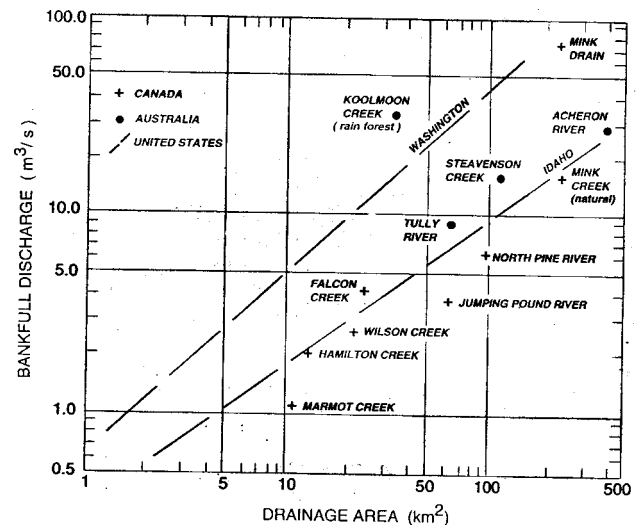 100.0
50.0
10.0
5.0
1.0
0.5
BANKFULL DISCHARGE (m³/s)
+ CANADA
● AUSTRALIA
UNITED STATES
KOOLMOON
CREEK
(rain forest)
WASHINGTON
MINK
DRAIN
ACHERON
RIVER
STEAVENSON
CREEK
IDAHO
MINK
CREEK
(natural)
TULLY
RIVER
NORTH PINE RIVER
FALCON
CREEK
JUMPING POUND RIVER
WILSON CREEK
HAMILTON CREEK
MARMOT CREEK
1
5
10
50
100
500
DRAINAGE AREA (km²)